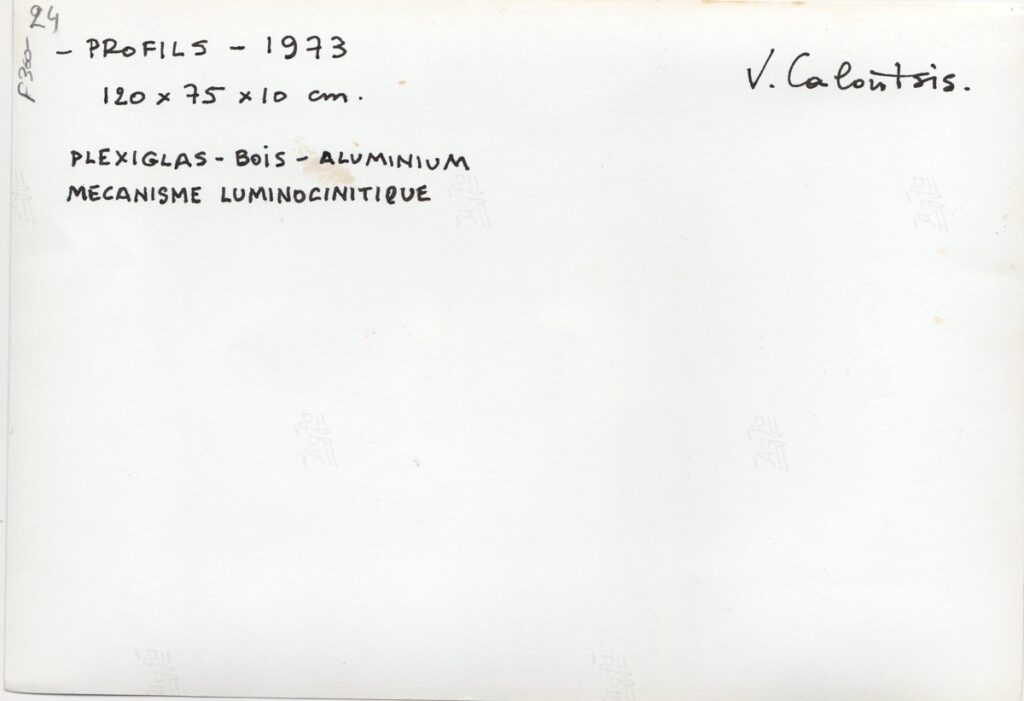 24
- PROFILS - 1973
120 x 75 x 10 cm.
V. Caloutsis.
PLEXIGLAS - BOIS - ALUMINIUM
MECANISME LUMINOCINITIQUE